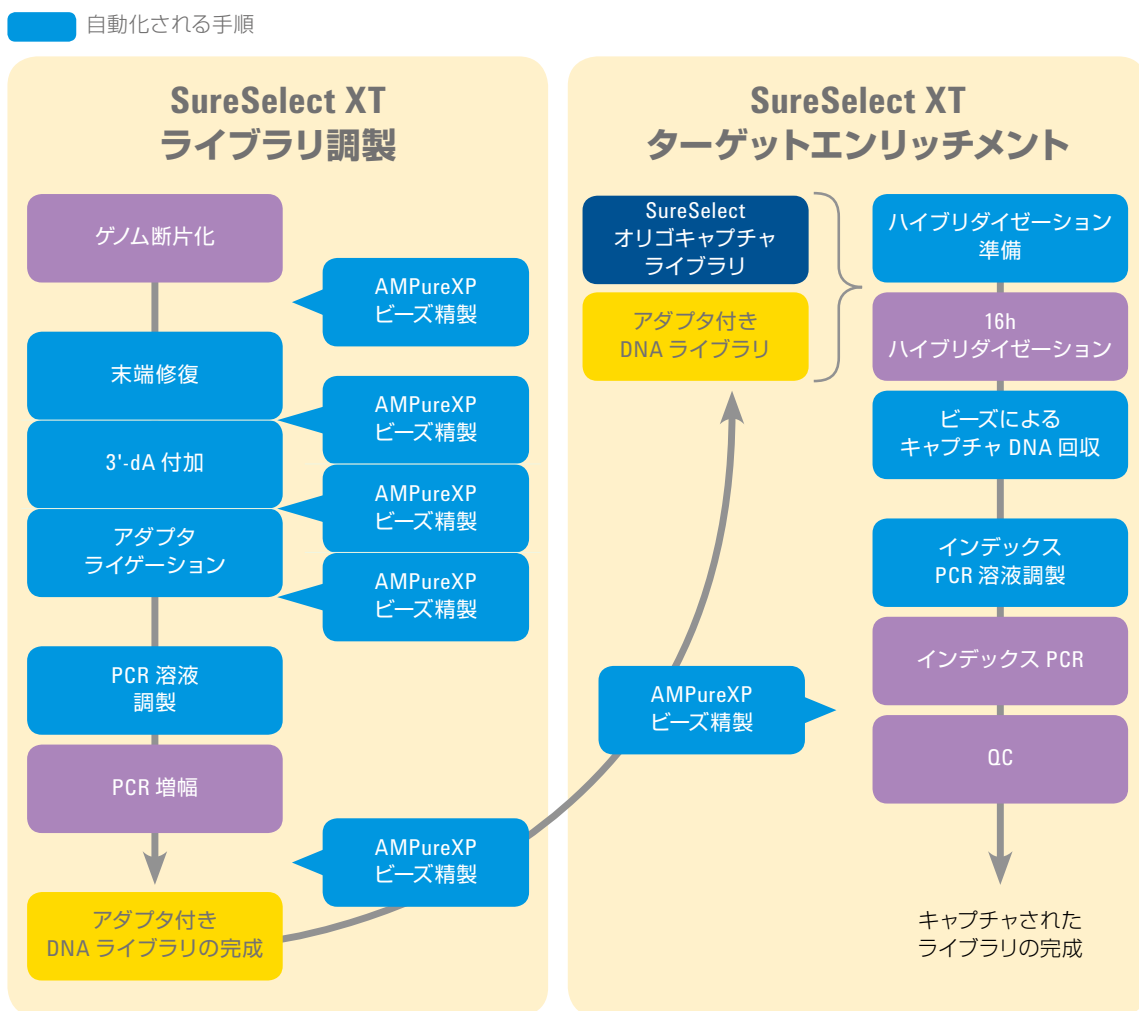 自動化される手順
SureSelect XT
ライブラリ調製
ゲノム断片化
AMPureXP
ビーズ精製
末端修復
AMPureXP
ビーズ精製
3'-dA 付加
AMPureXP
ビーズ精製
アダプタ
ライゲーション
AMPureXP
ビーズ精製
PCR 溶液
調製
PCR 増幅
AMPureXP
ビーズ精製
アダプタ付き
DNA ライブラリの完成
SureSelect XT
ターゲットエンリッチメント
SureSelect
オリゴキャプチャ
ライブラリ
アダプタ付き
DNA ライブラリ
ハイブリダイゼーション
準備
16h
ハイブリダイゼーション
ビーズによる
キャプチャ DNA 回収
インデックス
PCR 溶液調製
インデックス PCR
AMPureXP
ビーズ精製
QC
キャプチャされた
ライブラリの完成